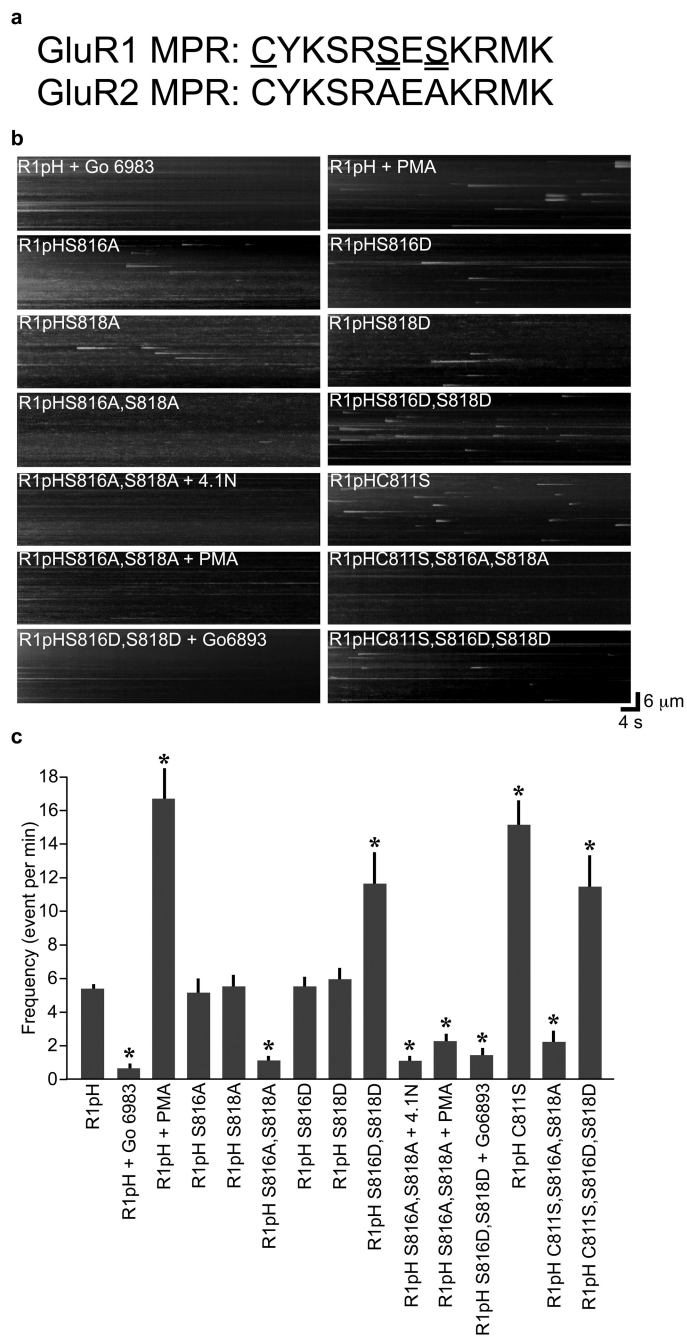 a
GluR1 MPR: CYKSRSESKRMK
GluR2 MPR: CYKSRAEAKRMK
b
R1pH + Go 6983
R1pH + PMA
R1pHS816A
R1pHS816D
R1pHS818A
R1pHS818D
R1pHS816A,S818A
R1pHS816D,S818D
R1pHS816A,S818A + 4.1N
R1pHC811S
R1pHS816A,S818A + PMA
R1pHC811S,S816A,S818A
R1pHS816D,S818D + Go6893
R1pHC811S,S816D,S818D
6 μm
4 s
c
Frequency (event per min)
18
16
14
12
10
8
6
4
2
0
* * * * * * * * * *
R1pH
R1pH + Go 6983
R1pH + PMA
R1pH S816A
R1pH S818A
R1pH S816A,S818A
R1pH S816D
R1pH S818D
R1pH S816D,S818D
R1pH S816A,S818A + 4.1N
R1pH S816A,S818A + PMA
R1pH S816D,S818D + Go6893
R1pH C811S
R1pH C811S,S816A,S818A
R1pH C811S,S816D,S818D